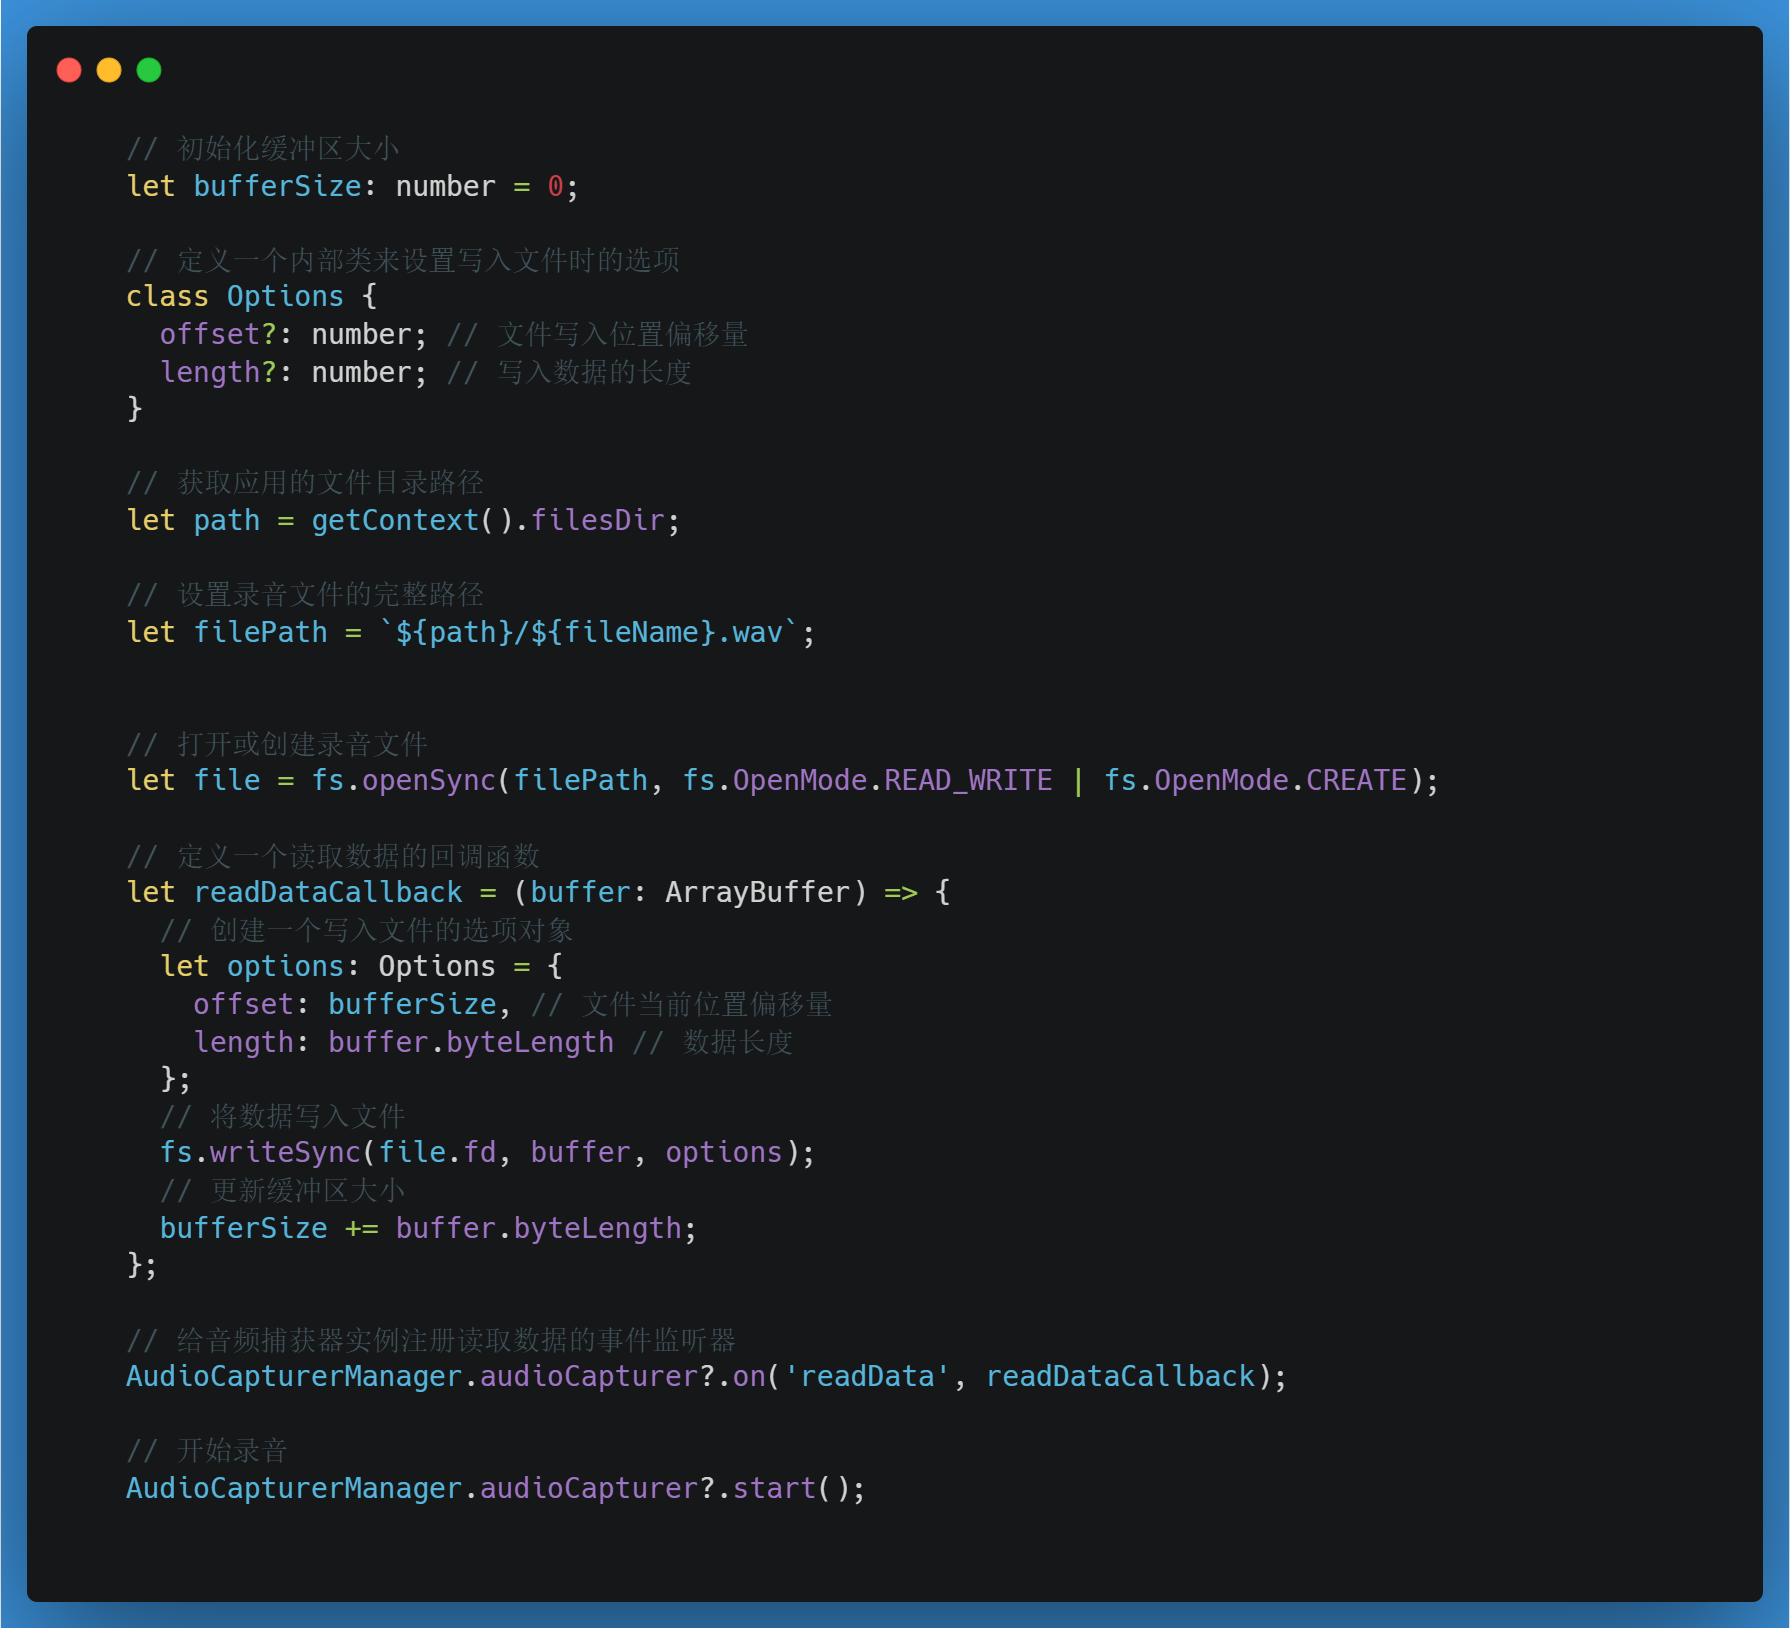 // 初始化缓冲区大小
let bufferSize: number = 0;
// 定义一个内部类来设置写入文件时的选项
class Options {
offset?: number; // 文件写入位置偏移量
length?: number; // 写入数据的长度
}
// 获取应用的文件目录路径
let path = getContext().filesDir;
// 设置录音文件的完整路径
let filePath = `${path}/${fileName}.wav`;
// 打开或创建录音文件
let file = fs.openSync(filePath, fs.OpenMode.READ_WRITE | fs.OpenMode.CREATE);
// 定义一个读取数据的回调函数
let readDataCallback = (buffer: ArrayBuffer) => {
// 创建一个写入文件的选项对象
let options: Options = {
offset: bufferSize, // 文件当前位置偏移量
length: buffer.byteLength // 数据长度
};
// 将数据写入文件
fs.writeSync(file.fd, buffer, options);
// 更新缓冲区大小
bufferSize += buffer.byteLength;
};
// 给音频捕获器实例注册读取数据的事件监听器
AudioCapturerManager.audioCapturer?.on('readData', readDataCallback);
// 开始录音
AudioCapturerManager.audioCapturer?.start();